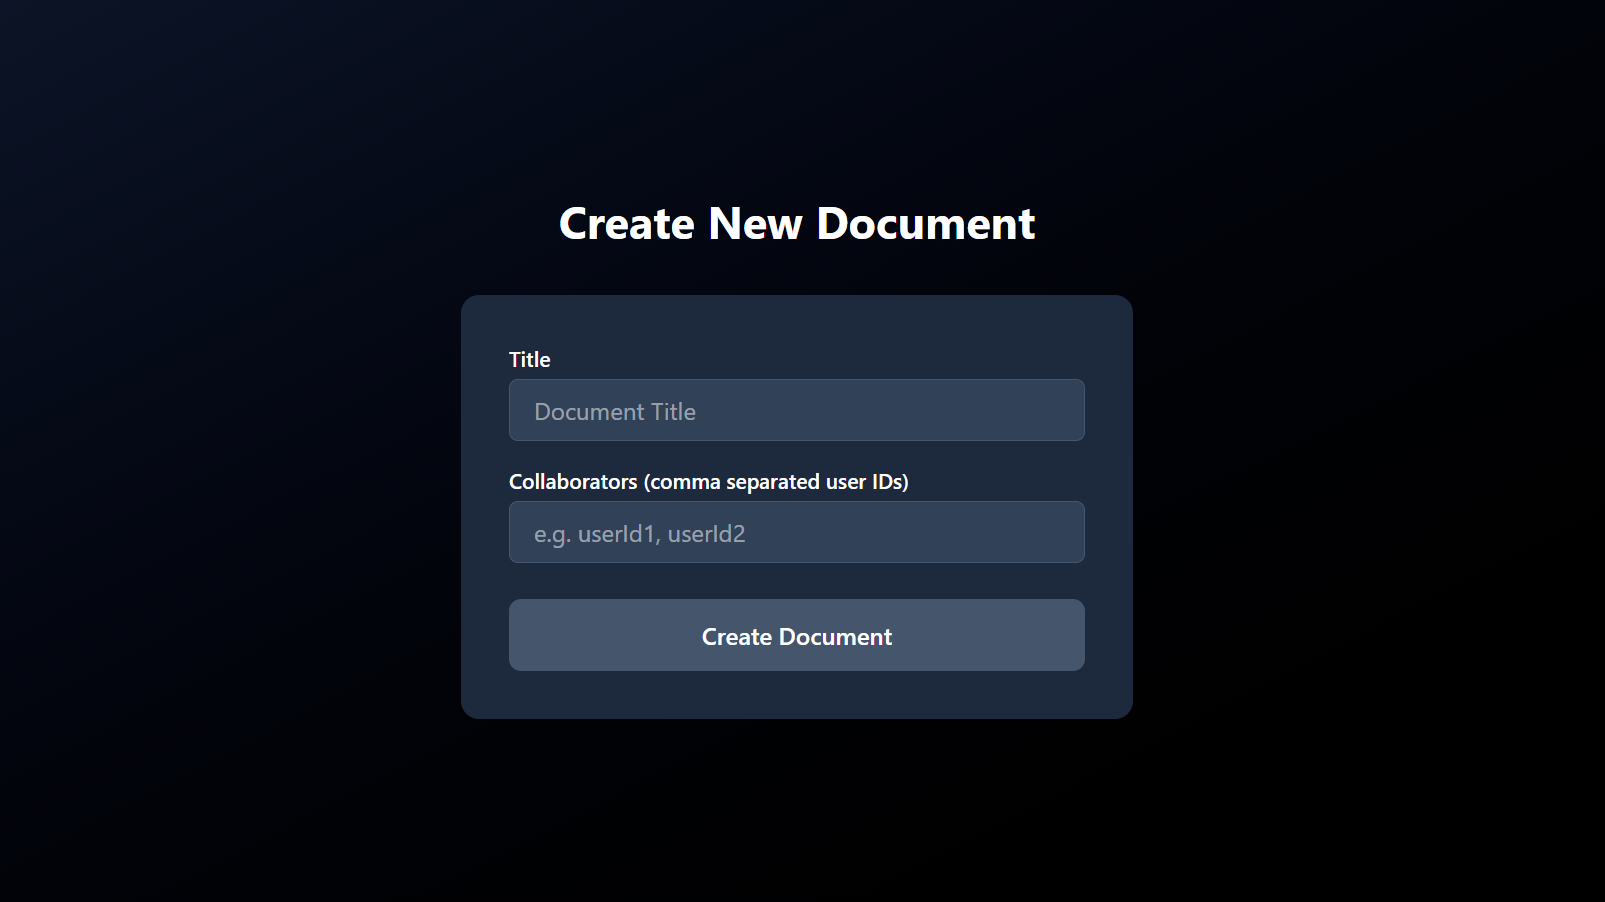 Create New Document
Title
Document Title
Collaborators (comma separated user IDs)
e.g. userId1, userId2
Create Document